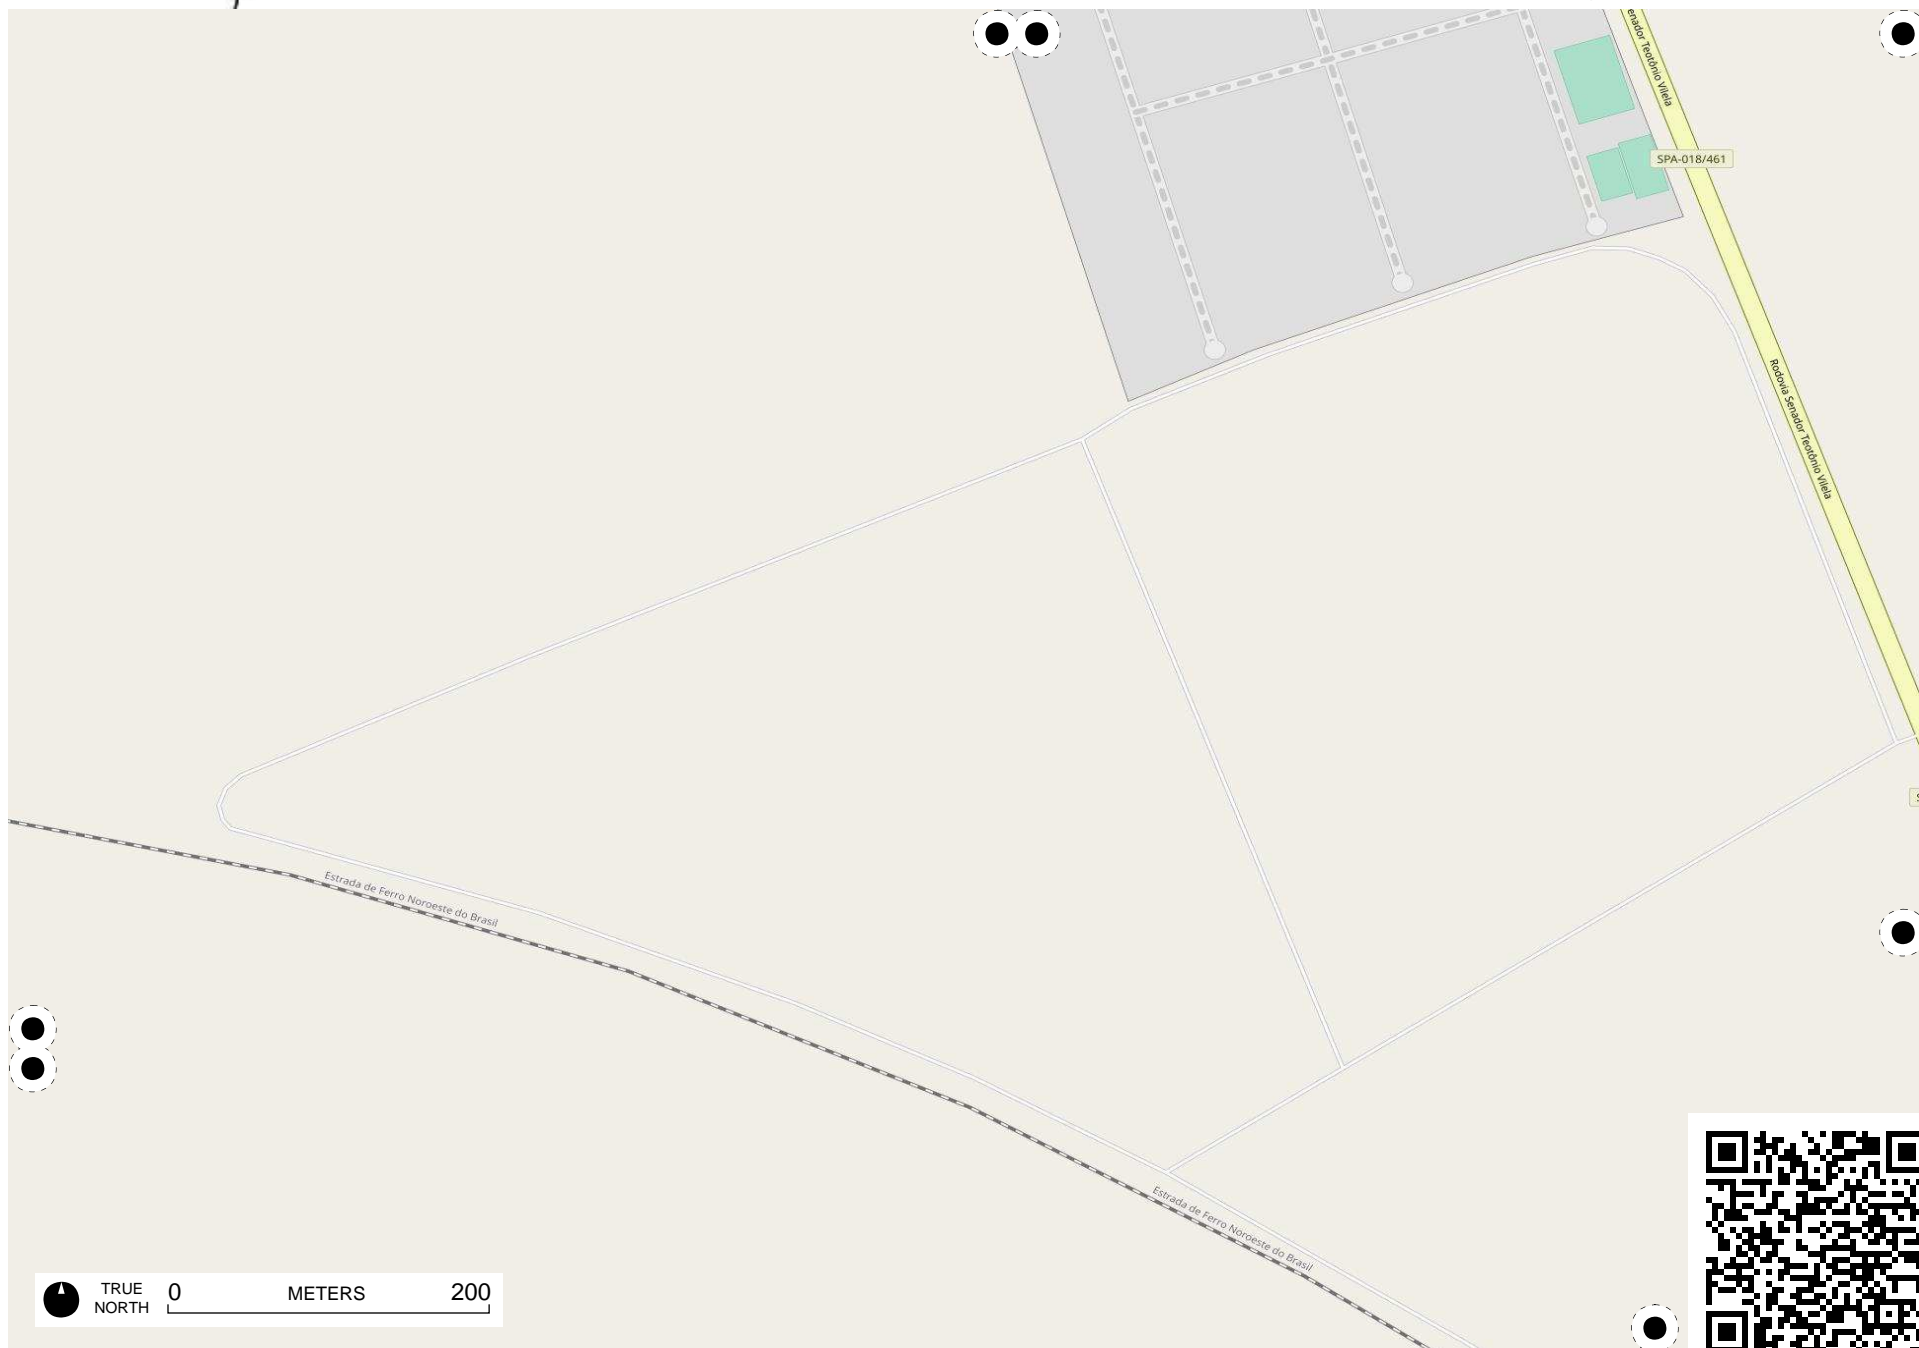 enador Teotônio Vilela
SPA-018/461
Rodovia Senador Teotônio Vilela
Estrada de Ferro Noroeste do Brasil
Estrada de Ferro Noroeste do Brasil
TRUE
NORTH
0 METERS 200